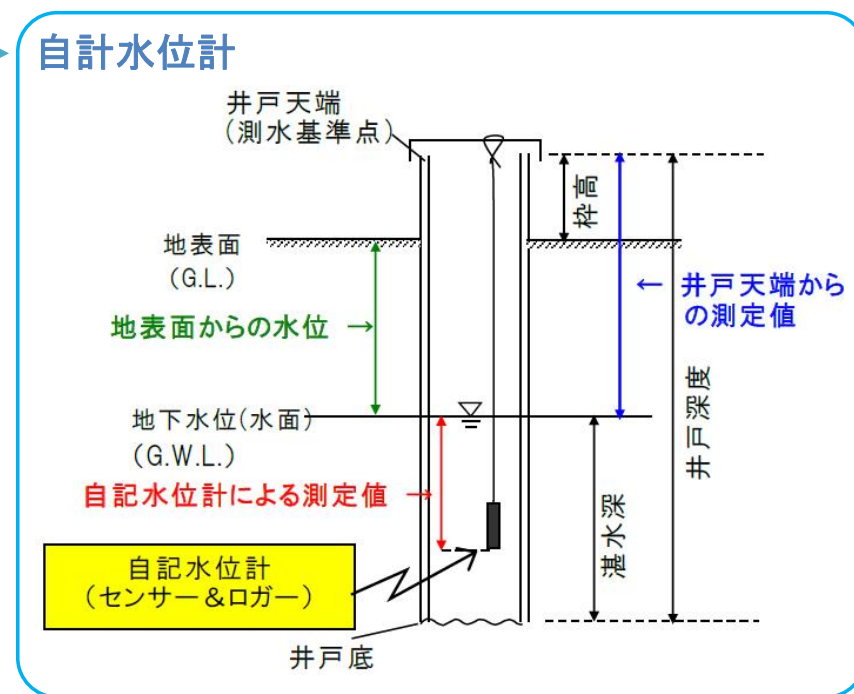 自計水位計
井戸天端
(測水基準点)
枠高
地表面
(G.L.)
← 井戸天端から
の測定値
地表面からの水位 →
井戸深度
地下水位(水面)
(G.W.L.)
自記水位計による測定値 →
湛水深
自記水位計
(センサー&ロガー)
井戸底